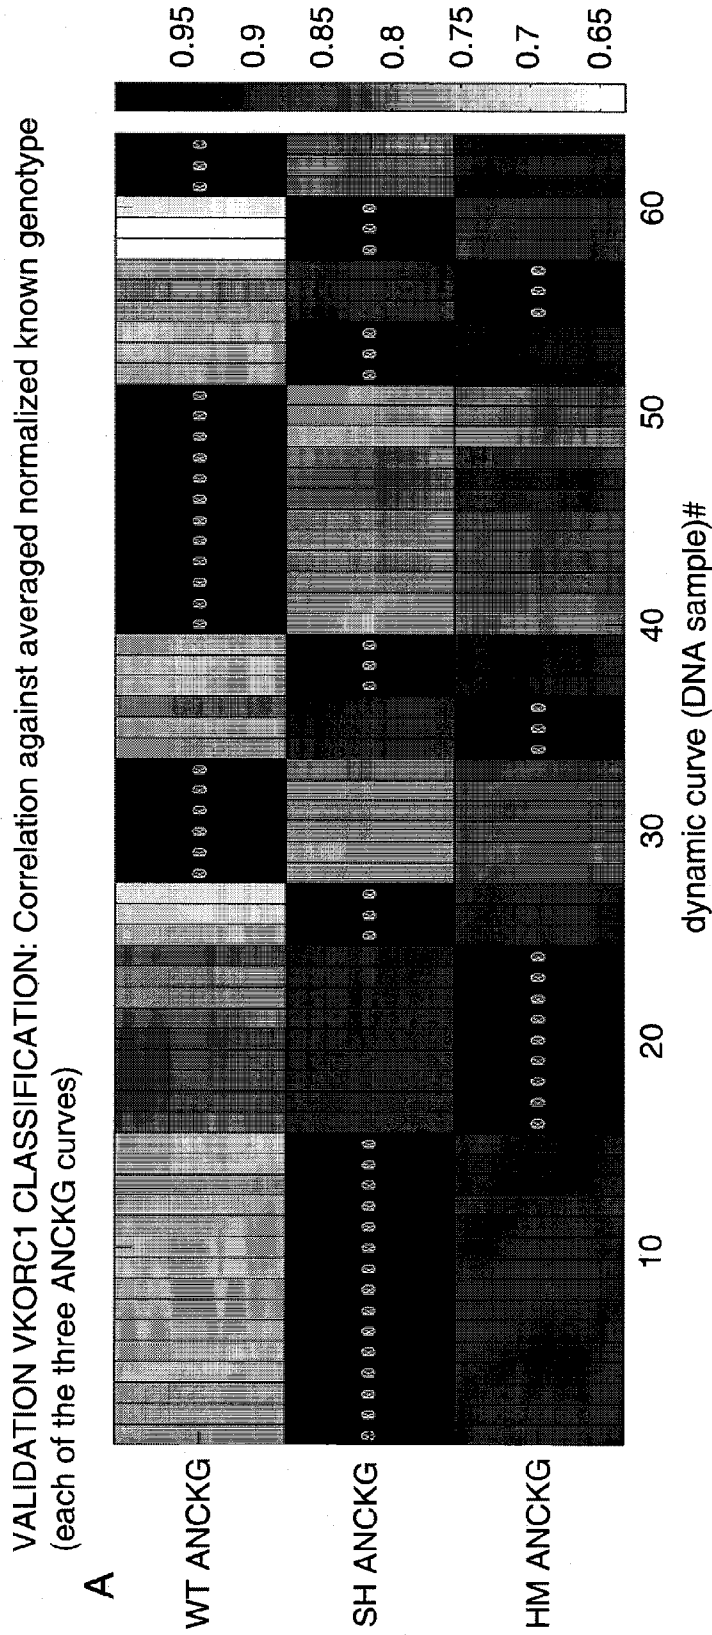 VALIDATION VKORC1 CLASSIFICATION: Correlation against averaged normalized known genotype
(each of the three ANCKG curves)
A
WT ANCKG
SH ANCKG
HM ANCKG
10 20 30 40 50 60
dynamic curve (DNA sample)#
0.95
0.9
0.85
0.8
0.75
0.7
0.65